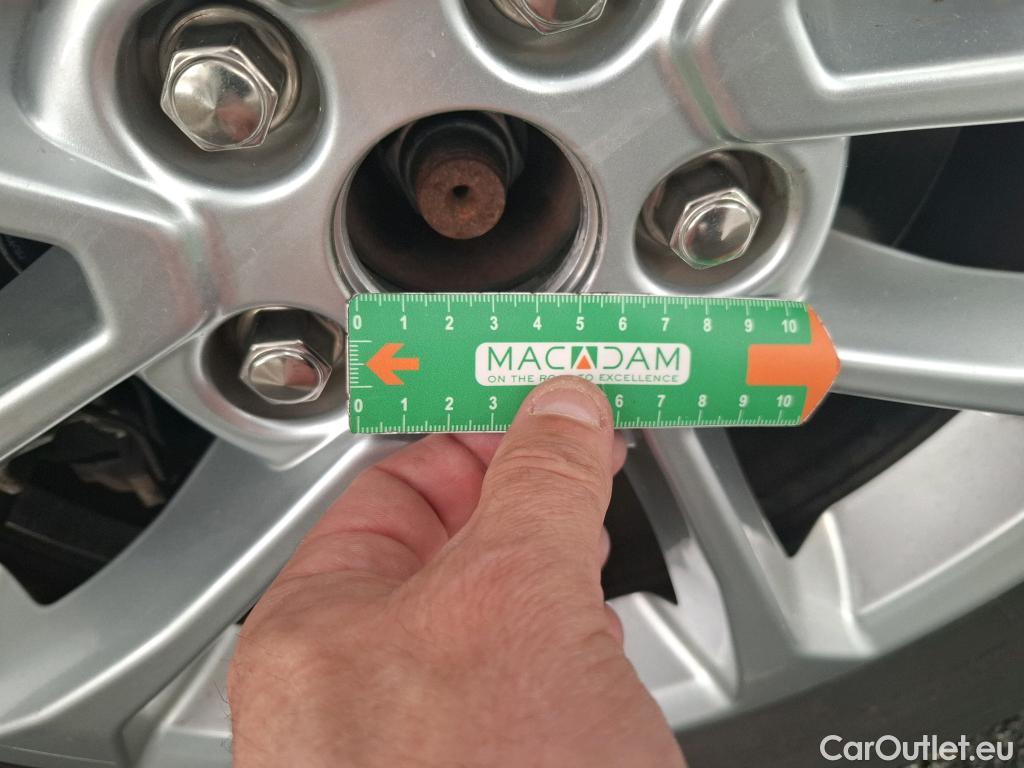 0 1 2 3 4 5 6 7 8 9 10
MACADAM
ON THE ROAD TO EXCELLENCE
0 1 2 3 6 7 8 9 10
CarOutlet.eu